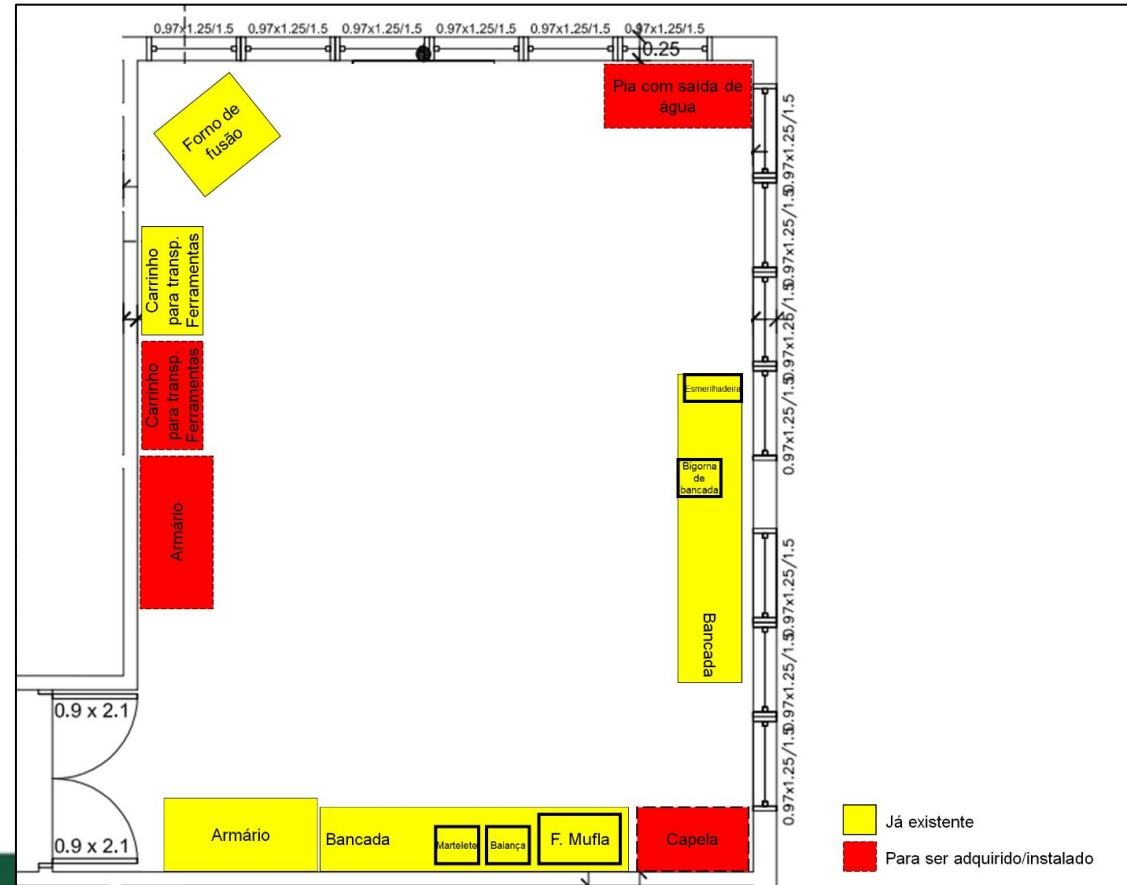 0.97x1.25/1.5 0.97x1.25/1.5 0.97x1.25/1.5 0.97x1.25/1.5 0.97x1.25/1.5 0.97x1.25/1.5
0.25
Pia com saída de
água
Forno de
fusão
Carrinho
para transp.
Ferramentas
Carrinho
para transp.
Ferramentas
Armário
0.97x1.25/1.5
0.97x1.25/1.5
0.97x1.25/1.5
0.97x1.25/1.5
Esmerilhadeira
Bigorna
de
bancada
Bancada
0.97x1.25/1.5
0.97x1.25/1.5
0.97x1.25/1.5
0.9 x 2.1
0.9 x 2.1
Armário
Bancada
Martelete
Balança
F. Mufla
Capela
Já existente
Para ser adquirido/instalado